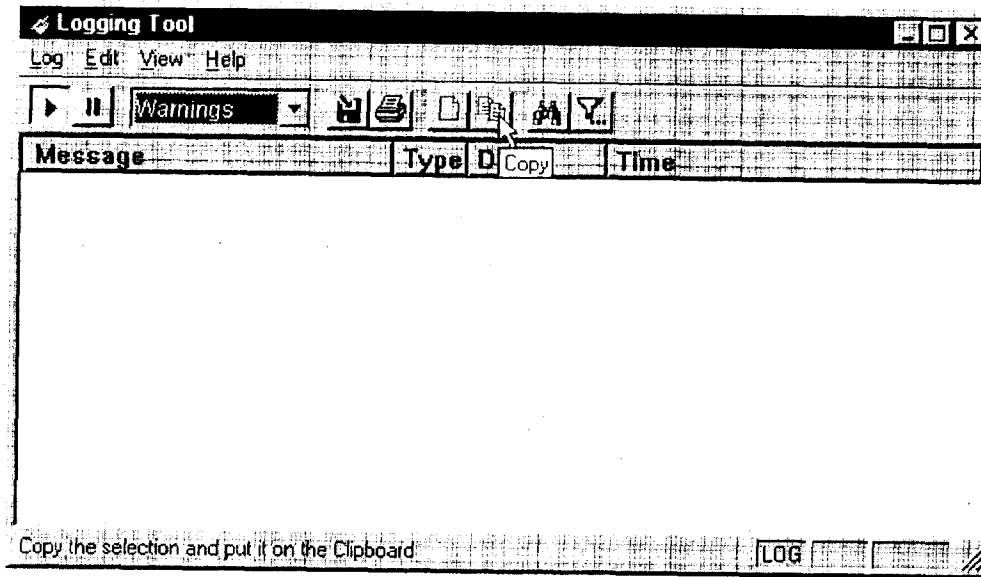 Logging Tool
Log Edit View Help
Warnings
Message Type D Time
Copy
Copy the selection and put it on the Clipboard LOG